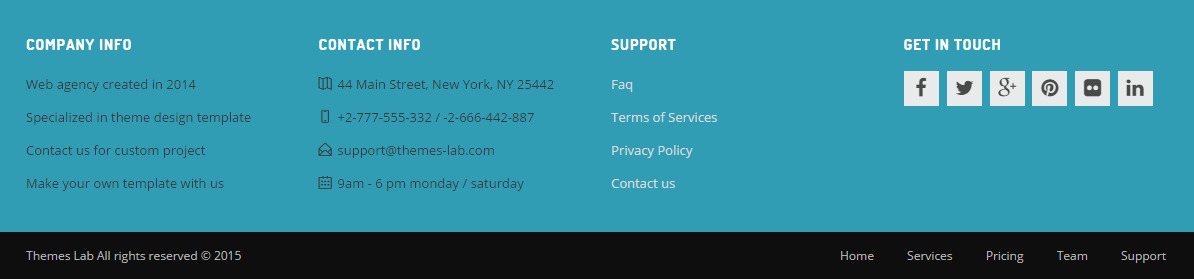 COMPANY INFO
Web agency created in 2014
Specialized in theme design template
Contact us for custom project
Make your own template with us
CONTACT INFO
44 Main Street, New York, NY 25442
+2-777-555-332 / -2-666-442-887
support@themes-lab.com
9am - 6 pm monday / saturday
SUPPORT
Faq
Terms of Services
Privacy Policy
Contact us
GET IN TOUCH
Themes Lab All rights reserved © 2015
Home Services Pricing Team Support